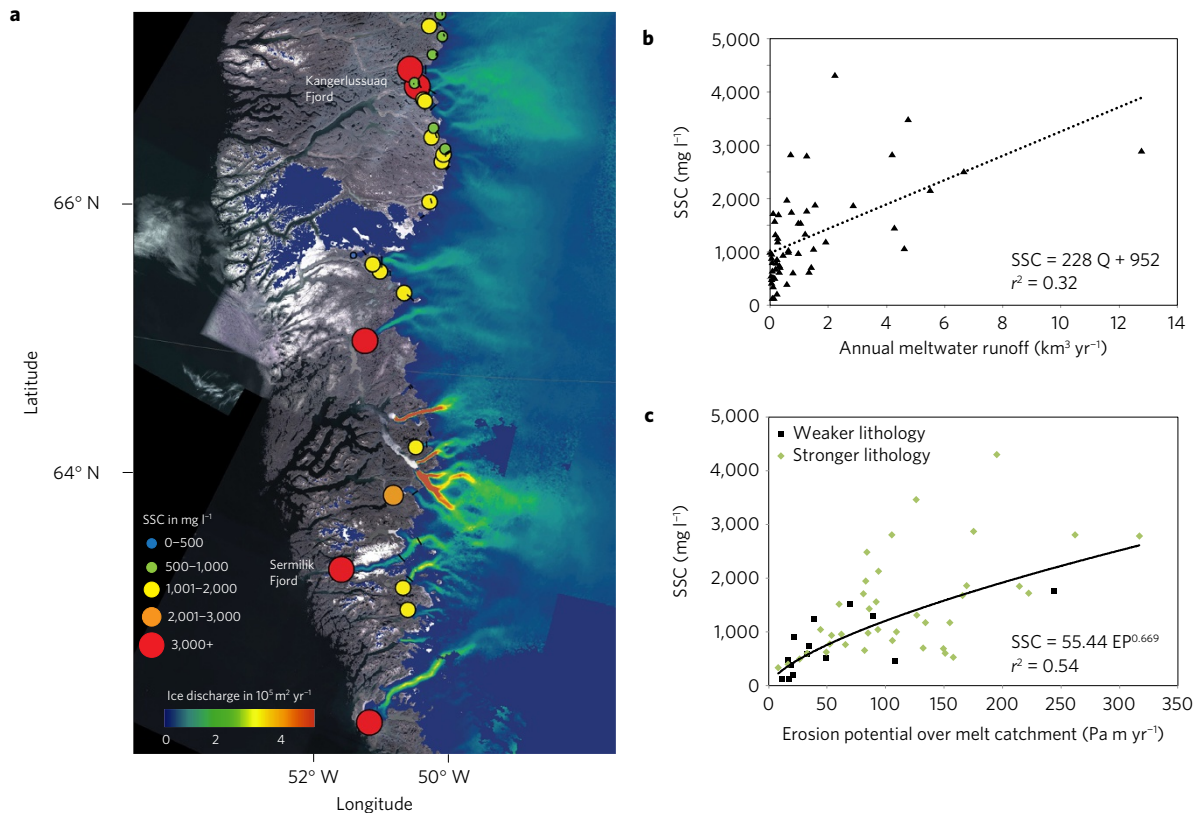 a
Kangerlussuaq
Fjord
66° N
Latitude
64° N
SSC in mg l⁻¹
0–500
500–1,000
1,001–2,000
2,001–3,000
3,000+
Sermilik
Fjord
Ice discharge in 10⁵ m² yr⁻¹
0 2 4
52° W 50° W
Longitude
b
5,000
4,000
3,000
2,000
1,000
0
SSC (mg l⁻¹)
SSC = 228 Q + 952
r² = 0.32
0 2 4 6 8 10 12 14
Annual meltwater runoff (km³ yr⁻¹)
c
5,000
4,000
3,000
2,000
1,000
0
SSC (mg l⁻¹)
Weaker lithology
Stronger lithology
SSC = 55.44 EP⁰·⁶⁶⁹
r² = 0.54
0 50 100 150 200 250 300 350
Erosion potential over melt catchment (Pa m yr⁻¹)